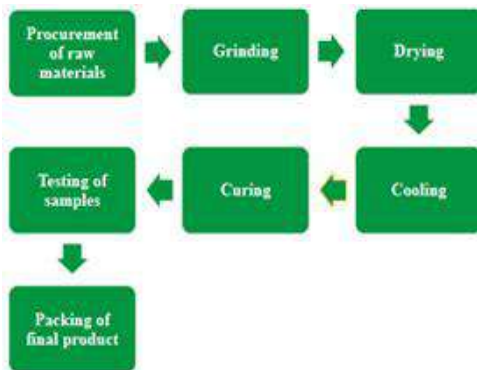 Procurement
of raw
materials
Grinding
Drying
Cooling
Curing
Testing of
samples
Packing of
final product